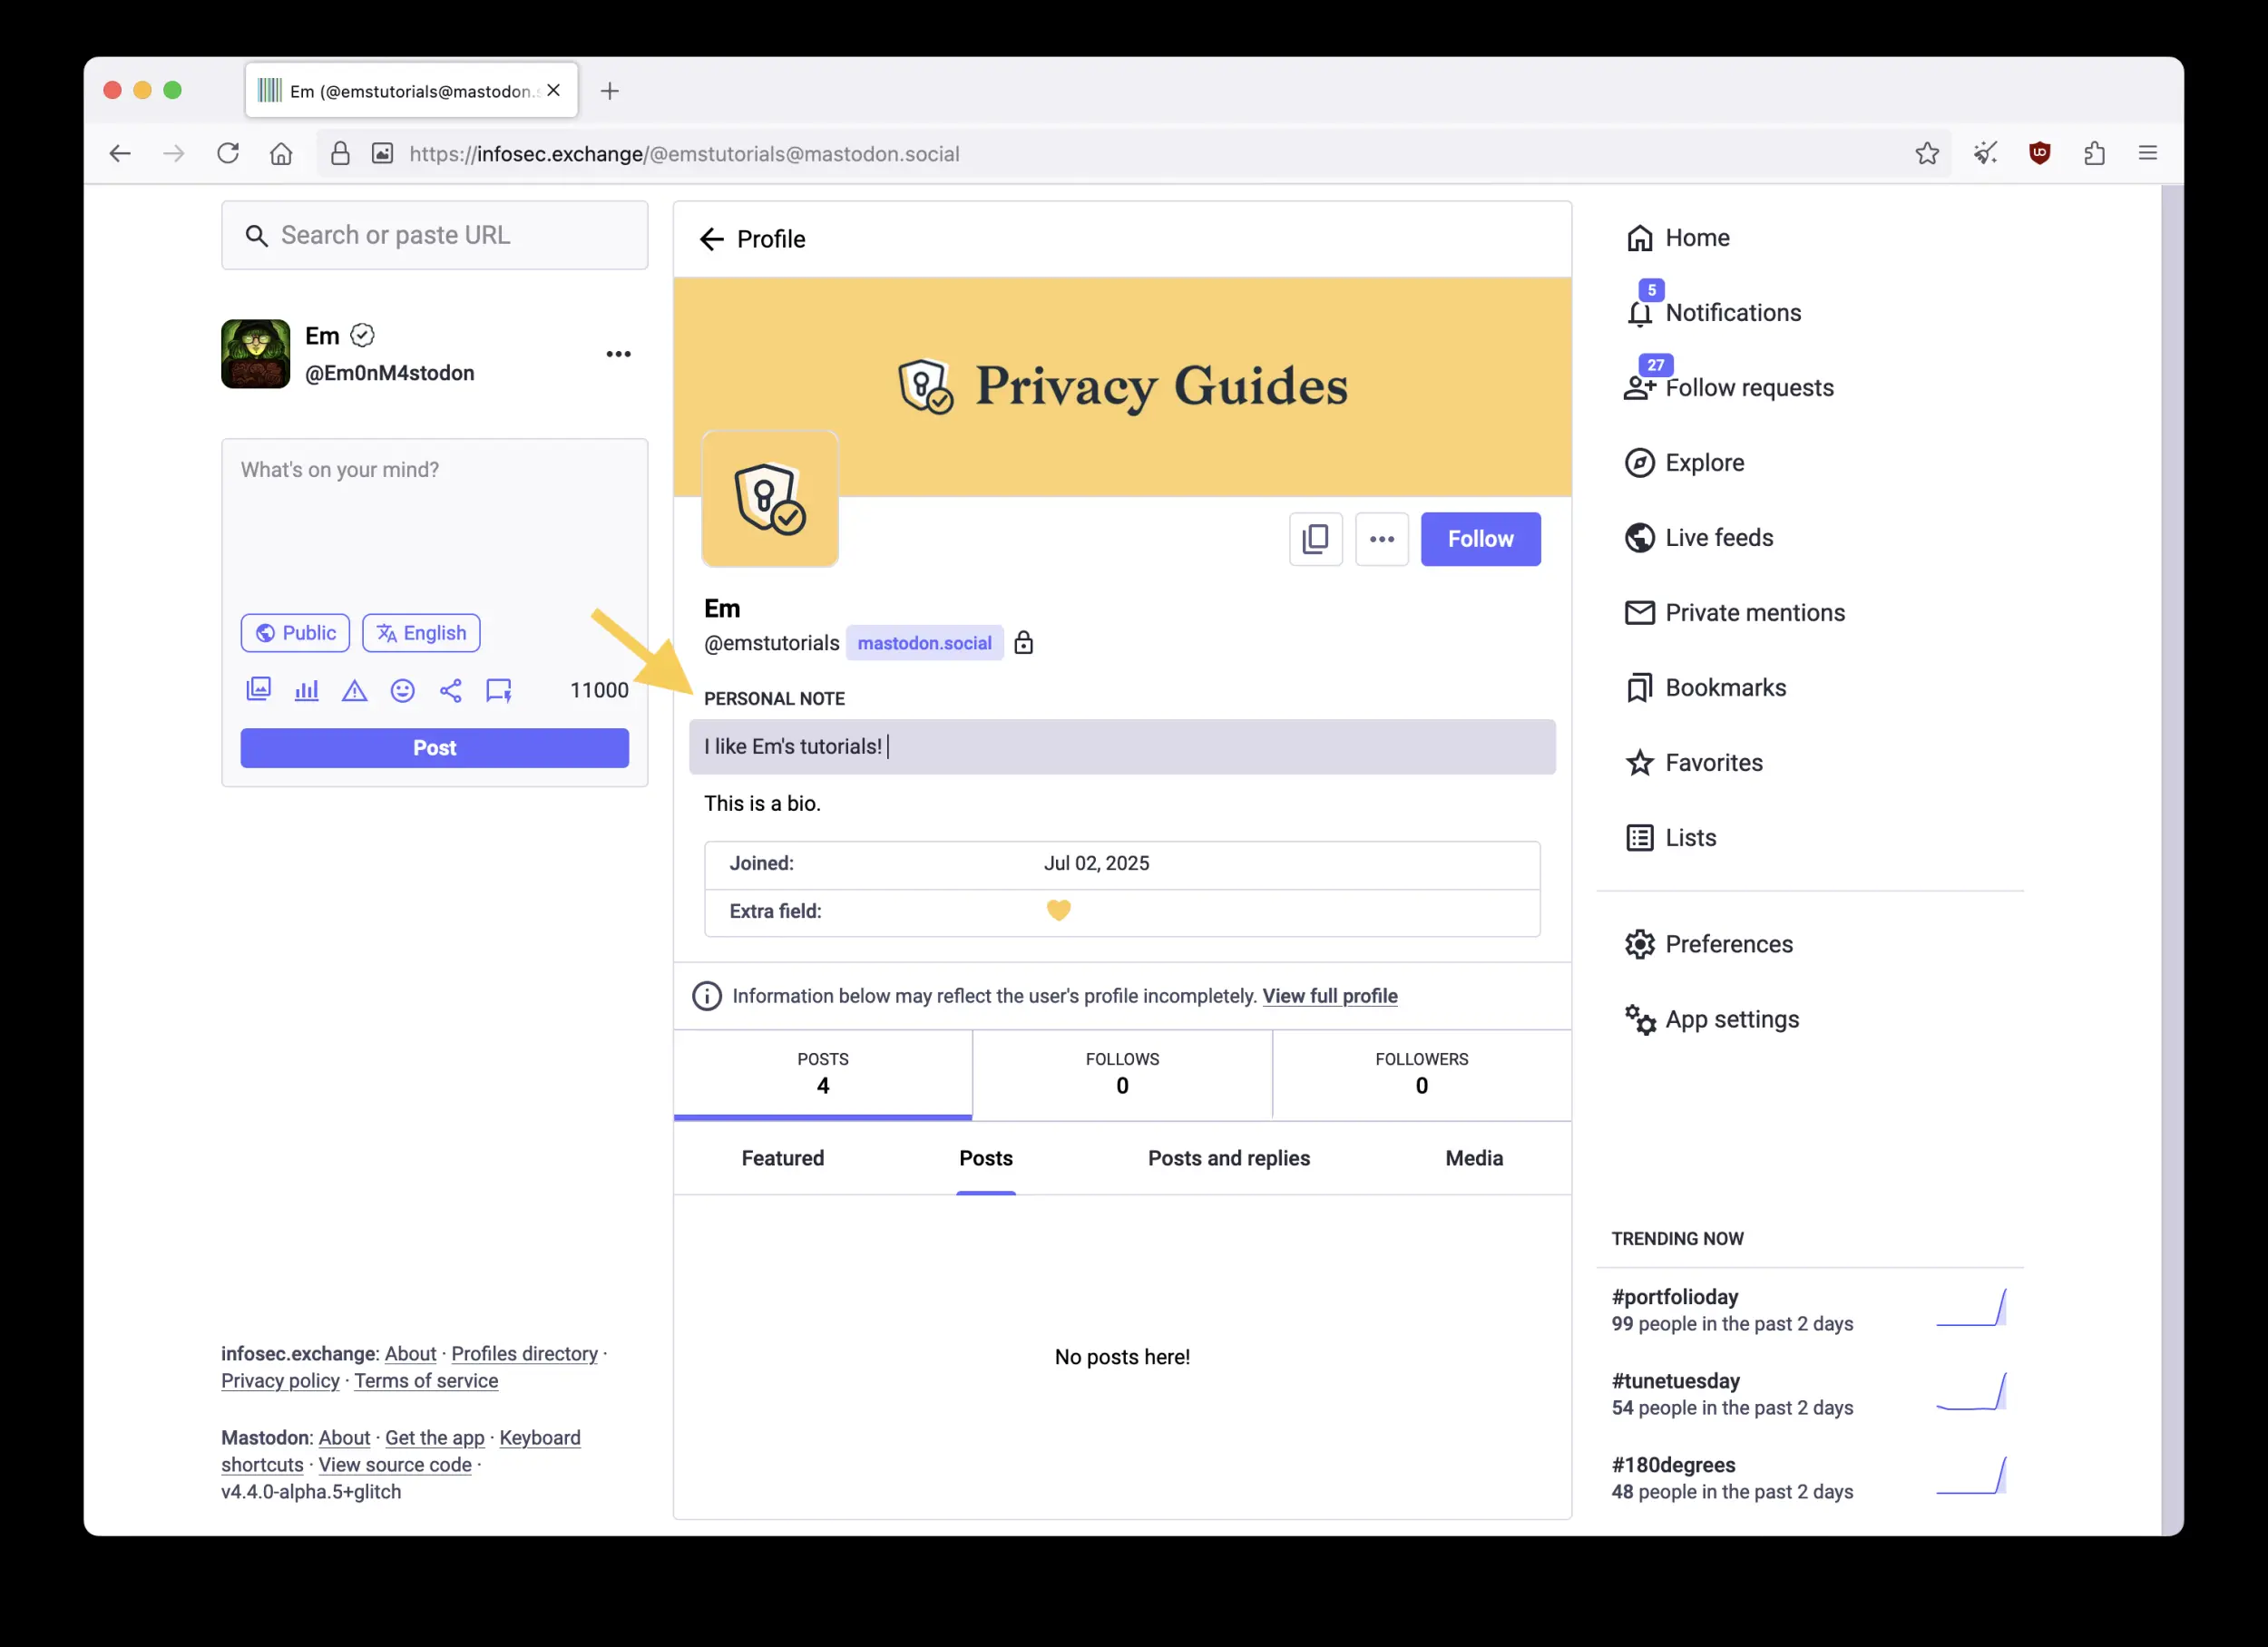 Em (@emstutorials@mastodon.s
https://infosec.exchange/@emstutorials@mastodon.social
Search or paste URL
Em
@Em0nM4stodon
What's on your mind?
Public
English
11000
Post
Profile
Privacy Guides
Follow
Em
@emstutorials mastodon.social
PERSONAL NOTE
I like Em's tutorials!
This is a bio.
Joined: Jul 02, 2025
Extra field: 💛
Information below may reflect the user's profile incompletely. View full profile
POSTS
4
FOLLOWS
0
FOLLOWERS
0
Featured
Posts
Posts and replies
Media
No posts here!
Home
5
Notifications
27
Follow requests
Explore
Live feeds
Private mentions
Bookmarks
Favorites
Lists
Preferences
App settings
TRENDING NOW
#portfolioday
99 people in the past 2 days
#tunetuesday
54 people in the past 2 days
#180degrees
48 people in the past 2 days
infosec.exchange: About · Profiles directory ·
Privacy policy · Terms of service
Mastodon: About · Get the app · Keyboard
shortcuts · View source code ·
v4.4.0-alpha.5+glitch